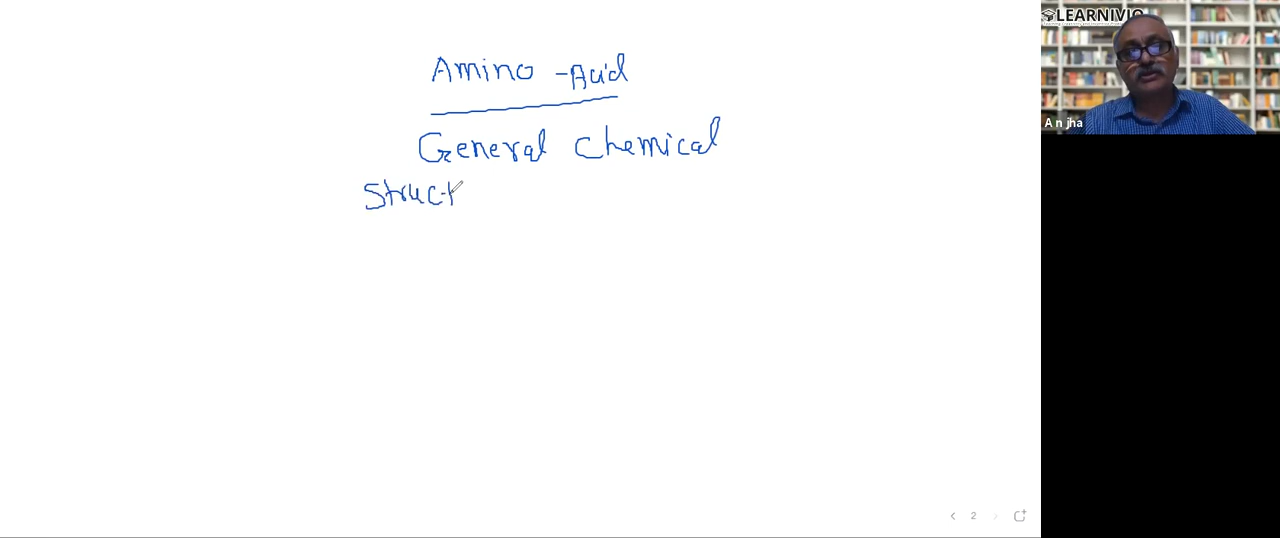 Amino - Acid
General Chemical
Struct
LEARNIVIO
A n jha
2